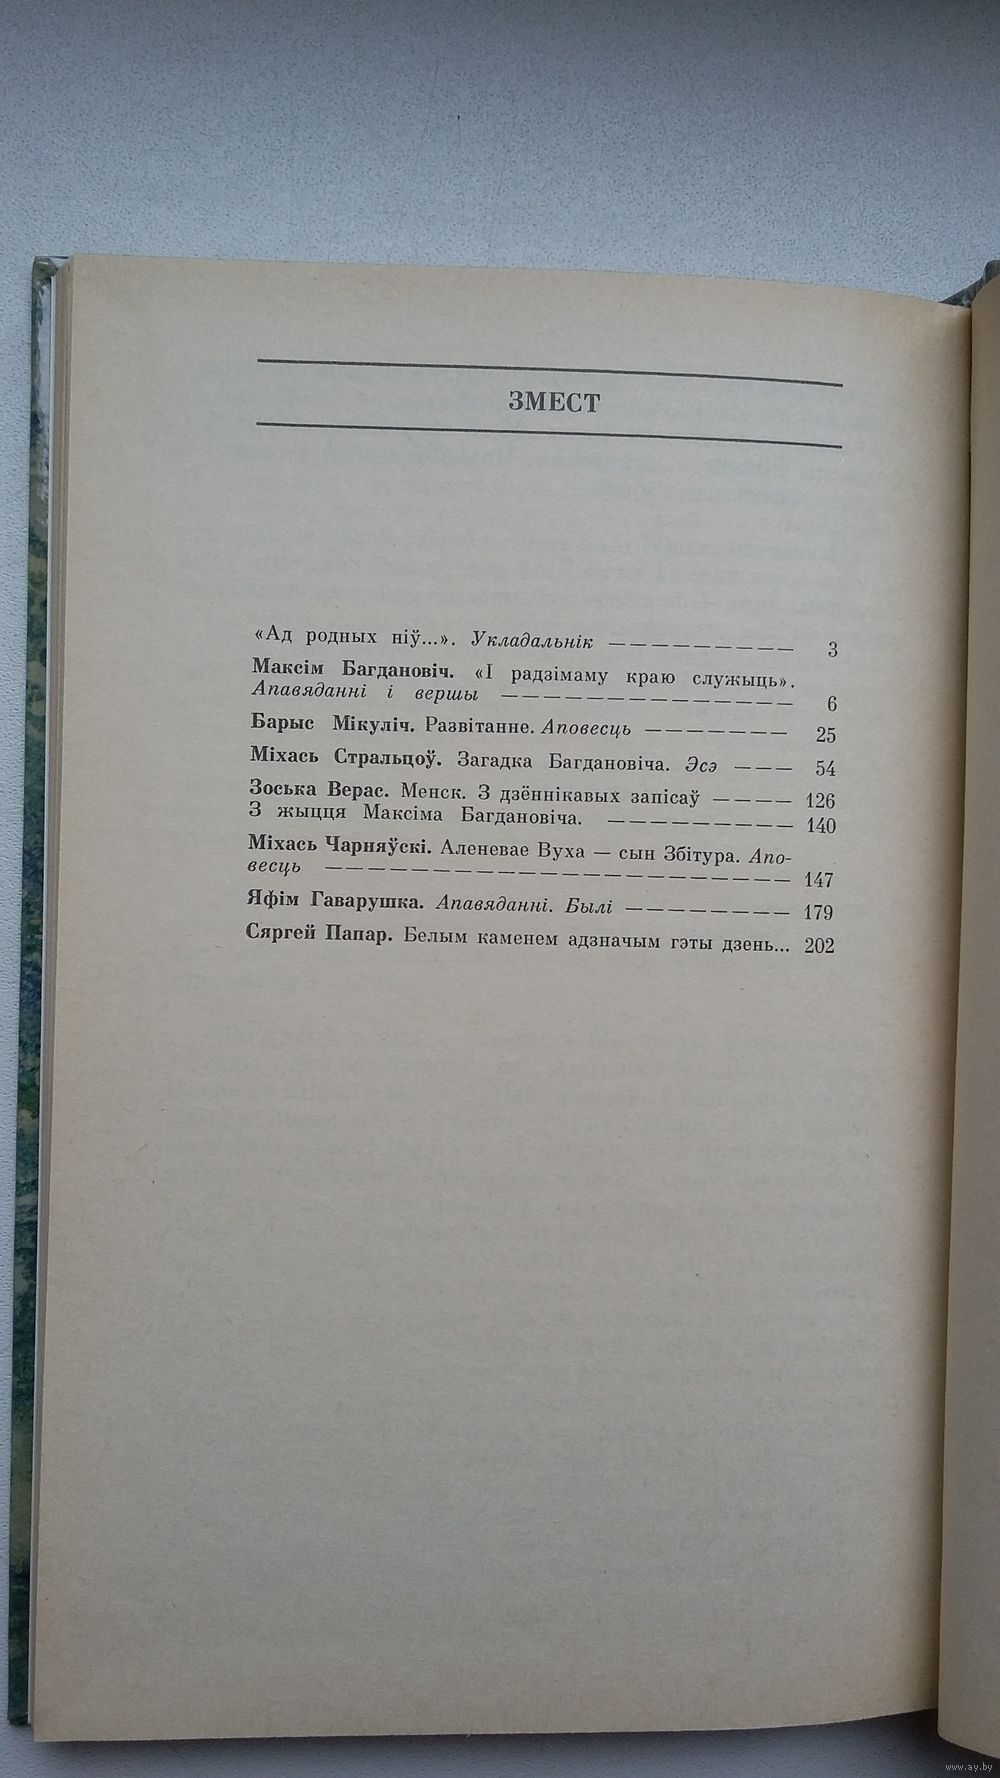 ЗМЕСТ
«Ад родных ніў...». Укладальнік — — — — — — — — — 3
Максім Багдановіч. «І радзімаму краю служыць».
Апавяданні і вершы — — — — — — — — — — — — — 6
Барыс Мікуліч. Развітанне. Аповесць — — — — — — — 25
Міхась Стральцоў. Загадка Багдановіча. Эсэ — — — 54
Зоська Верас. Менск. З дзённікавых запісаў — — — — 126
З жыцця Максіма Багдановіча. — — — — — — — — — 140
Міхась Чарняўскі. Аленевае Вуха — сын Збітура. Апо-
весць — — — — — — — — — — — — — — — — — — — 147
Яфім Гаварушка. Апавяданні. Былі — — — — — — — — 179
Сяргей Папар. Белым каменем адзначым гэты дзень... 202
www.ay.by